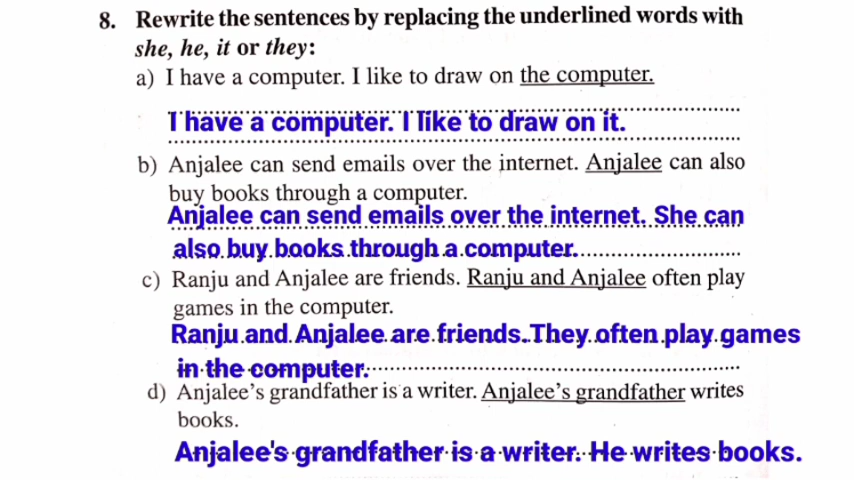 8. Rewrite the sentences by replacing the underlined words with
she, he, it or they:
a) I have a computer. I like to draw on the computer.
I have a computer. I like to draw on it.
b) Anjalee can send emails over the internet. Anjalee can also
buy books through a computer.
Anjalee can send emails over the internet. She can
also buy books through a computer.
c) Ranju and Anjalee are friends. Ranju and Anjalee often play
games in the computer.
Ranju and Anjalee are friends. They often play games
in the computer.
d) Anjalee's grandfather is a writer. Anjalee's grandfather writes
books.
Anjalee's grandfather is a writer. He writes books.